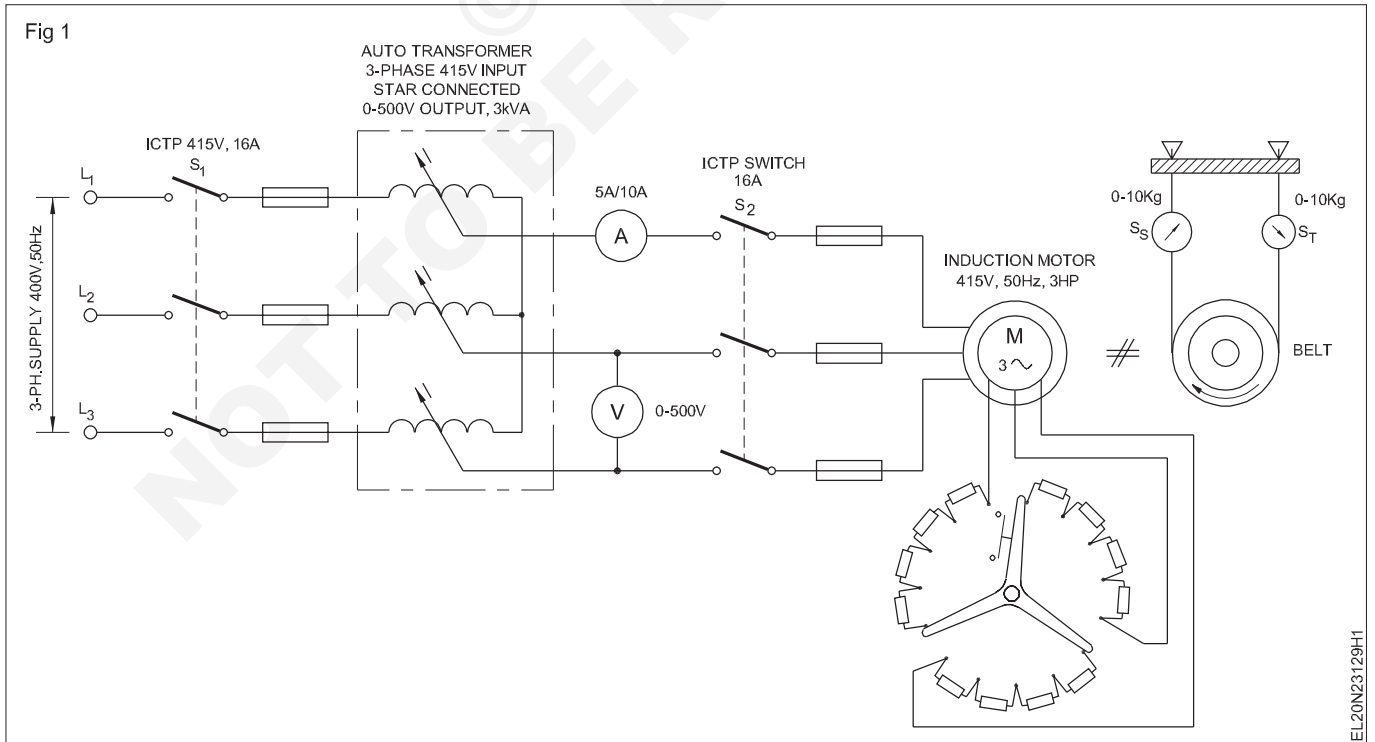 Fig 1
AUTO TRANSFORMER
3-PHASE 415V INPUT
STAR CONNECTED
0-500V OUTPUT, 3kVA
ICTP 415V, 16A
S1
L1
L2
L3
3-PH.SUPPLY 400V,50Hz
5A/10A
A
V
0-500V
ICTP SWITCH
16A
S2
INDUCTION MOTOR
415V, 50Hz, 3HP
M
3
0-10Kg
SS
0-10Kg
ST
BELT
EL20N23129H1
NOT TO BE R
©